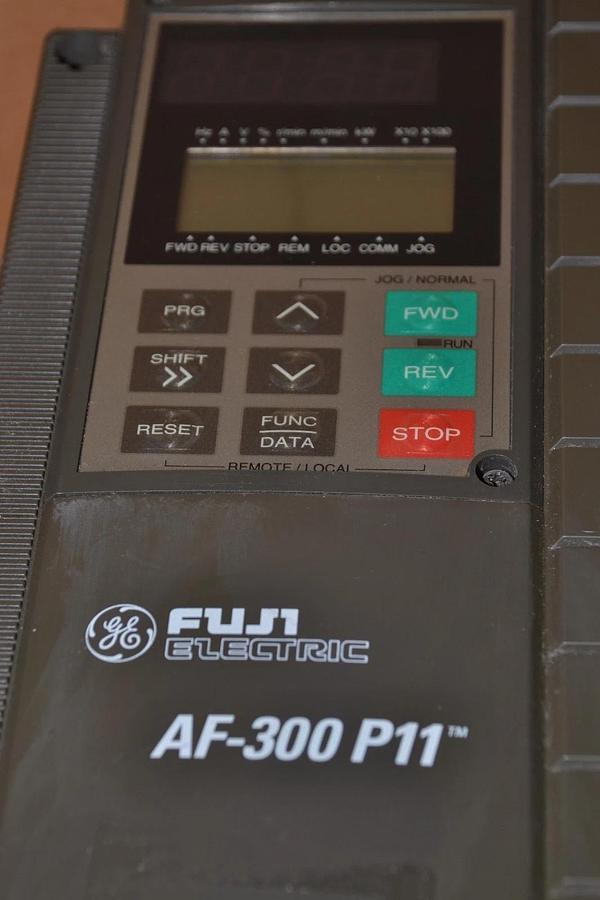 Hz A V % r/min m/min kW X10 X100
FWD REV STOP REM LOC COMM JOG
JOG / NORMAL
PRG
FWD
RUN
SHIFT
REV
RESET
FUNC
DATA
STOP
REMOTE / LOCAL
GE FUJI
ELECTRIC
AF-300 P11™